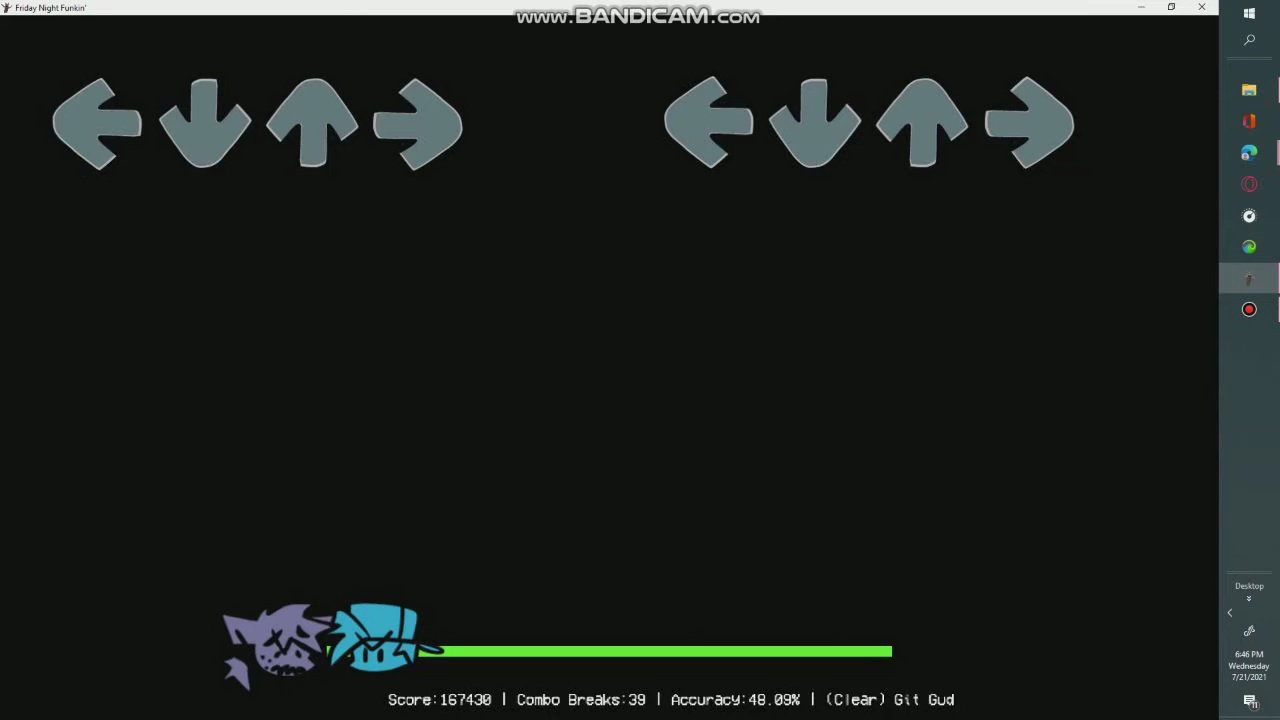 Friday Night Funkin'
www.BANDICAM.com
Desktop
6:46 PM
Wednesday
7/21/2021
Score:167430 | Combo Breaks:39 | Accuracy:48.09% | (Clear) Git Gud